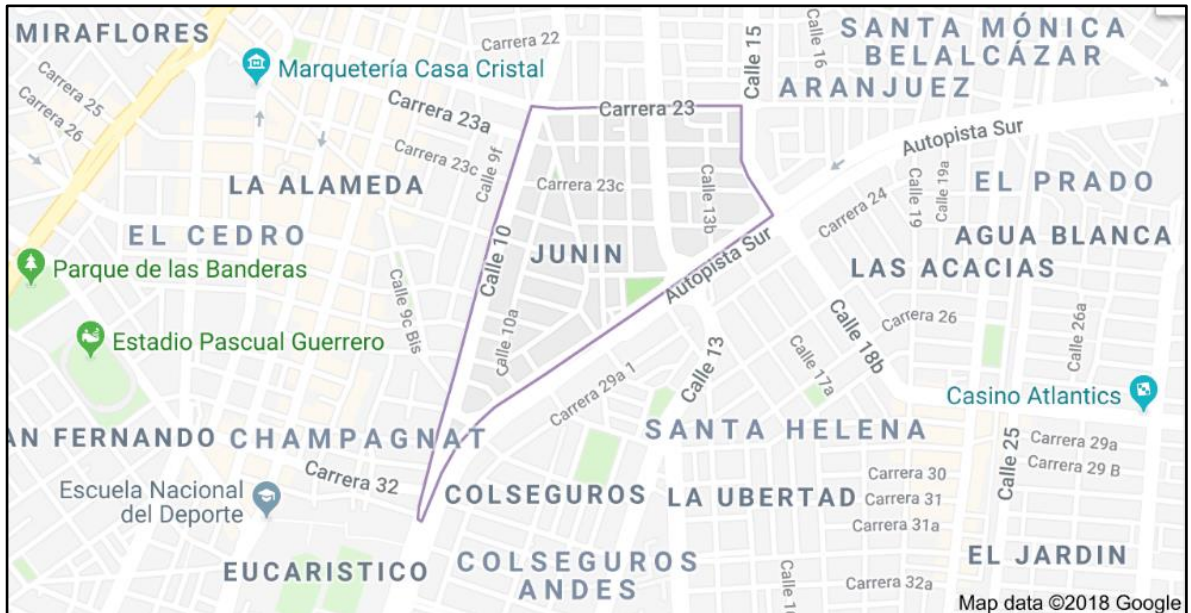 MIRAFLORES
Carrera 22
Calle 15
Calle 16
SANTA MÓNICA
BELALCÁZAR
Marquetería Casa Cristal
ARANJUEZ
Carrera 25
Carrera 26
Carrera 23a
Carrera 23
Autopista Sur
Carrera 23c
Calle 9f
LA ALAMEDA
Carrera 23c
Calle 13b
Carrera 24
Calle 19
Calle 19a
EL PRADO
EL CEDRO
Calle 10
JUNIN
AGUA BLANCA
Parque de las Banderas
Autopista Sur
LAS ACACIAS
Calle 9c Bis
Calle 10a
Estadio Pascual Guerrero
Calle 13
Calle 18b
Carrera 26
Calle 26a
Carrera 29a 1
Calle 17a
Casino Atlantics
AN FERNANDO
CHAMPAGNAT
SANTA HELENA
Calle 25
Carrera 29a
Carrera 29 B
Carrera 32
Carrera 30
Escuela Nacional
del Deporte
COLSEGUROS
LA UBERTAD
Carrera 31
Carrera 31a
EUCARISTICO
COLSEGUROS
ANDES
EL JARDIN
Carrera 32a
Map data ©2018 Google